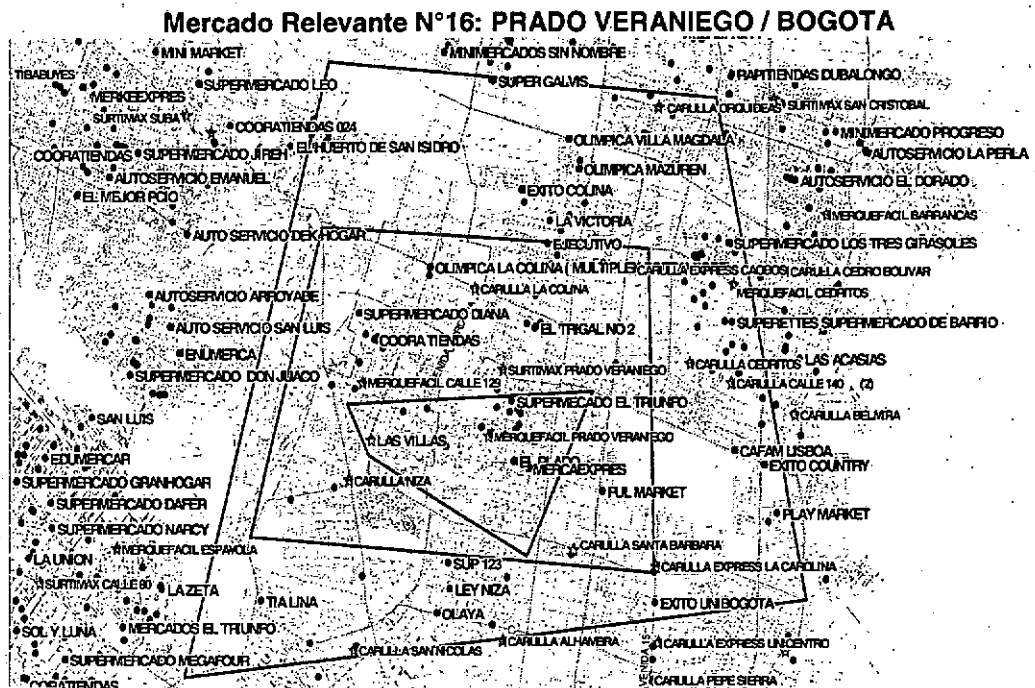 Mercado Relevante N°16: PRADO VERANIEGO / BOGOTA
MINI MARKET
MINIMERCADOS SIN NOMBRE
TIBABUYES
SUPERMERCADO LEO
SUPER GALVIS
RAPITIENDAS DUBALONGO
MERKEEXPRES
CARULLA ORQUIDEAS
SURTIMAX SAN CRISTOBAL
SURTIMAX SUBA
COORATIENDAS 024
OLIMPICA VILLA MAGDALA
MINIMERCADO PROGRESO
COORATIENDAS
SUPERMERCADO JIREH
EL HUERTO DE SAN ISIDRO
AUTOSERVICIO LA PERLA
AUTOSERVICIO EMANUEL
OLIMPICA MAZUREN
AUTOSERVICIO EL DORADO
EL MEJOR PCIO
EXITO COLINA
LA VICTORIA
MERQUEFACIL BARRANCAS
AUTO SERVICIO DEK HOGAR
EJECUTIVO
SUPERMERCADO LOS TRES GIRASOLES
OLIMPICA LA COLINA ( MULTIPLE
CARULLA EXPRESS CAOBOS
CARULLA CEDRO BOLIVAR
CARULLA LA COLINA
MERQUEFACIL CEDRITOS
AUTOSERVICIO ARROYABE
SUPERMERCADO DIANA
AUTO SERVICIO SAN LUIS
EL TRIGAL NO 2
SUPERETTES SUPERMERCADO DE BARRIO
COORA TIENDAS
ENUMERCA
CARULLA CEDRITOS
LAS ACASIAS
SUPERMERCADO DON JUACO
SURTIMAX PRADO VERANIEGO
MERQUEFACIL CALLE 129
CARULLA CALLE 140 (2)
SUPERMECADO EL TRIUNFO
SAN LUIS
CARULLA BELMIRA
LAS VILLAS
MERQUEFACIL PRADO VERANIEGO
EDUMERCAR
CAFAM LISBOA
MERCAEXPRES
EXITO COUNTRY
SUPERMERCADO GRANHOGAR
CARULLA NIZA
FUL MARKET
SUPERMERCADO DAFER
PLAY MARKET
SUPERMERCADO NARCY
LA UNION
MERQUEFACIL ESPAYOLA
CARULLA SANTA BARBARA
SUP 123
CARULLA EXPRESS LA CAROLINA
SURTIMAX CALLE 80
LA ZETA
LEY NIZA
TIA LINA
EXITO UNIBOGOTA
OLAYA
SOL Y LUNA
MERCADOS EL TRIUNFO
CARULLA ALHAMBRA
CARULLA EXPRESS UNICENTRO
CARULLA SAN NICOLAS
SUPERMERCADO MEGAFOUR
CARULLA PEPE SIERRA